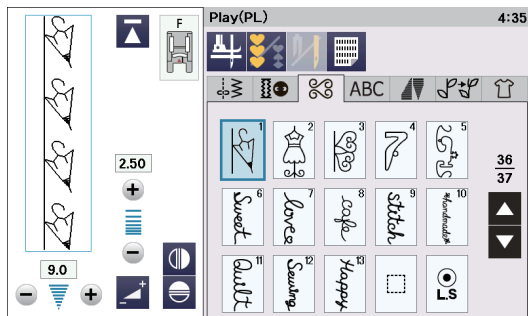 F
Play(PL)
4:35
ABC
1
2
3
4
5
36
37
2.50
Sweet
6
love
7
cafe
8
stitch
9
*handmade*
10
9.0
Quilt
11
Sewing
12
Happy
13
L.S